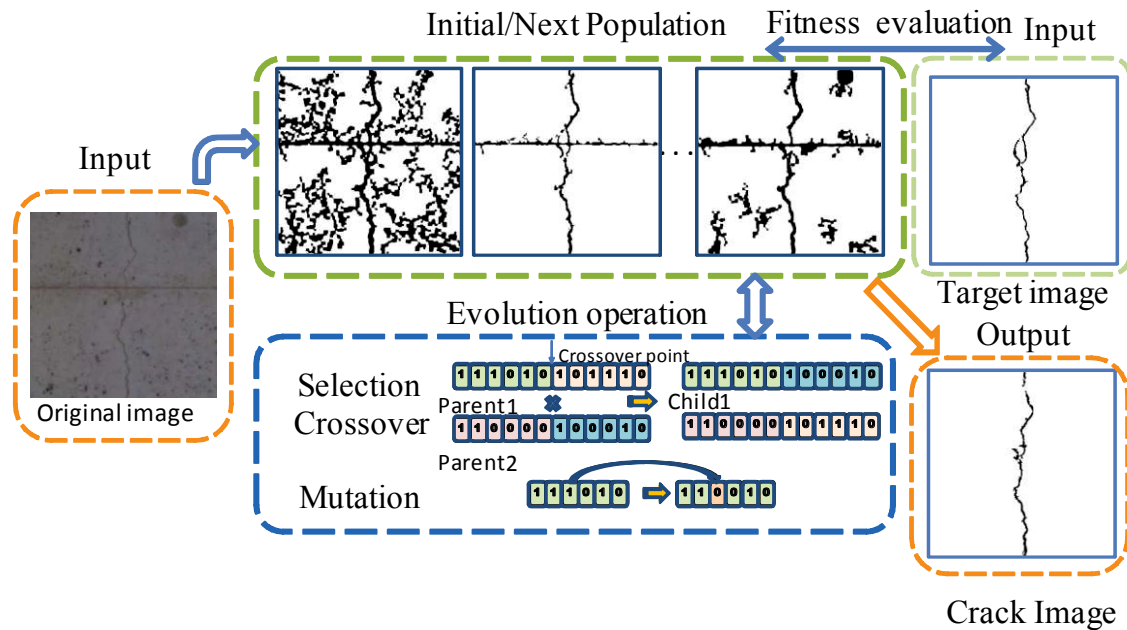 Initial/Next Population
Fitness evaluation
Input
Input
. . .
Original image
Target image
Evolution operation
Output
Crossover point
Selection
1 1 1 0 1 0 1 0 1 1 1 0
1 1 1 0 1 0 1 0 0 0 1 0
Parent1
Child1
Crossover
1 1 0 0 0 0 1 0 0 0 1 0
1 1 0 0 0 0 1 0 1 1 1 0
Parent2
Mutation
1 1 1 0 1 0
1 1 0 0 1 0
Crack Image